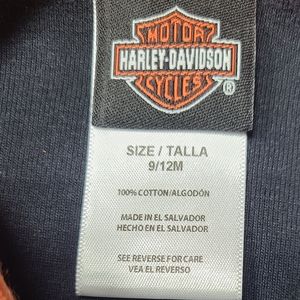 MOTOR
HARLEY-DAVIDSON
CYCLES
®
SIZE / TALLA
9/12M
100% COTTON/ALGODÓN
MADE IN EL SALVADOR
HECHO EN EL SALVADOR
SEE REVERSE FOR CARE
VEA EL REVERSO